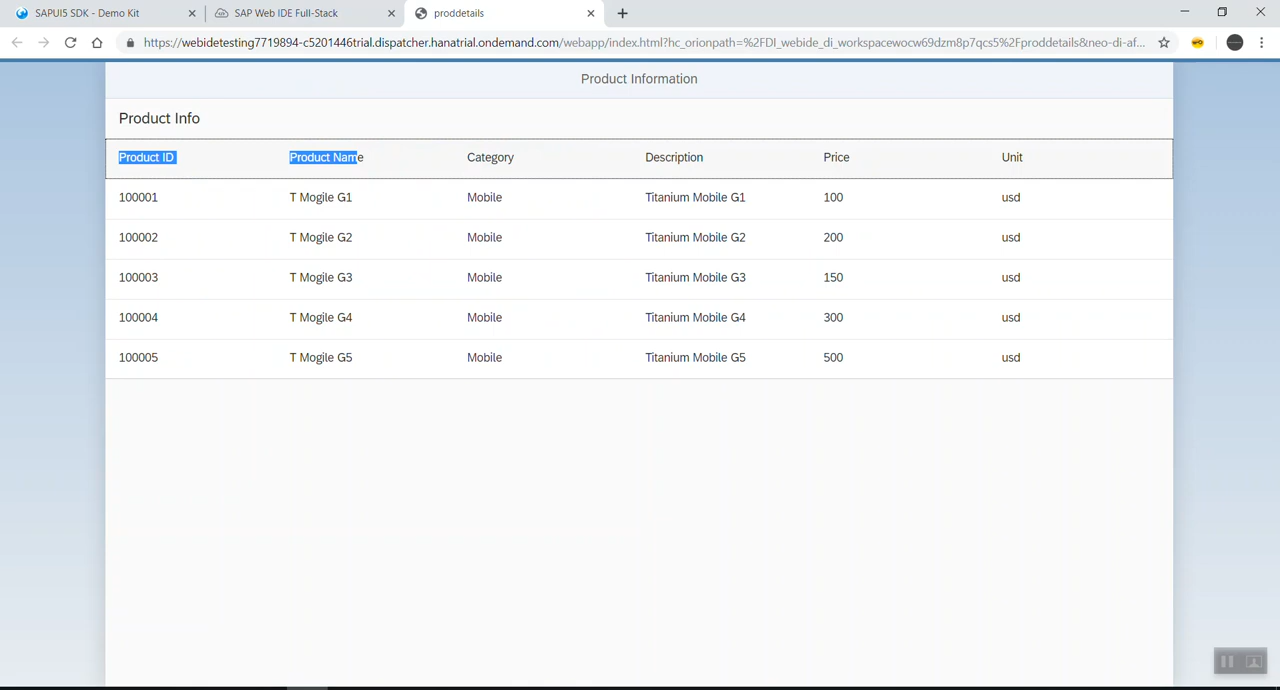 SAPUI5 SDK - Demo Kit
SAP Web IDE Full-Stack
proddetails
https://webidetesting7719894-c5201446trial.dispatcher.hanatrial.ondemand.com/webapp/index.html?hc_orionpath=%2FDI_webide_di_workspacewocw69dzm8p7qcs5%2Fproddetails&neo-di-af...
Product Information
Product Info
Product ID Product Name Category Description Price Unit
100001 T Mogile G1 Mobile Titanium Mobile G1 100 usd
100002 T Mogile G2 Mobile Titanium Mobile G2 200 usd
100003 T Mogile G3 Mobile Titanium Mobile G3 150 usd
100004 T Mogile G4 Mobile Titanium Mobile G4 300 usd
100005 T Mogile G5 Mobile Titanium Mobile G5 500 usd